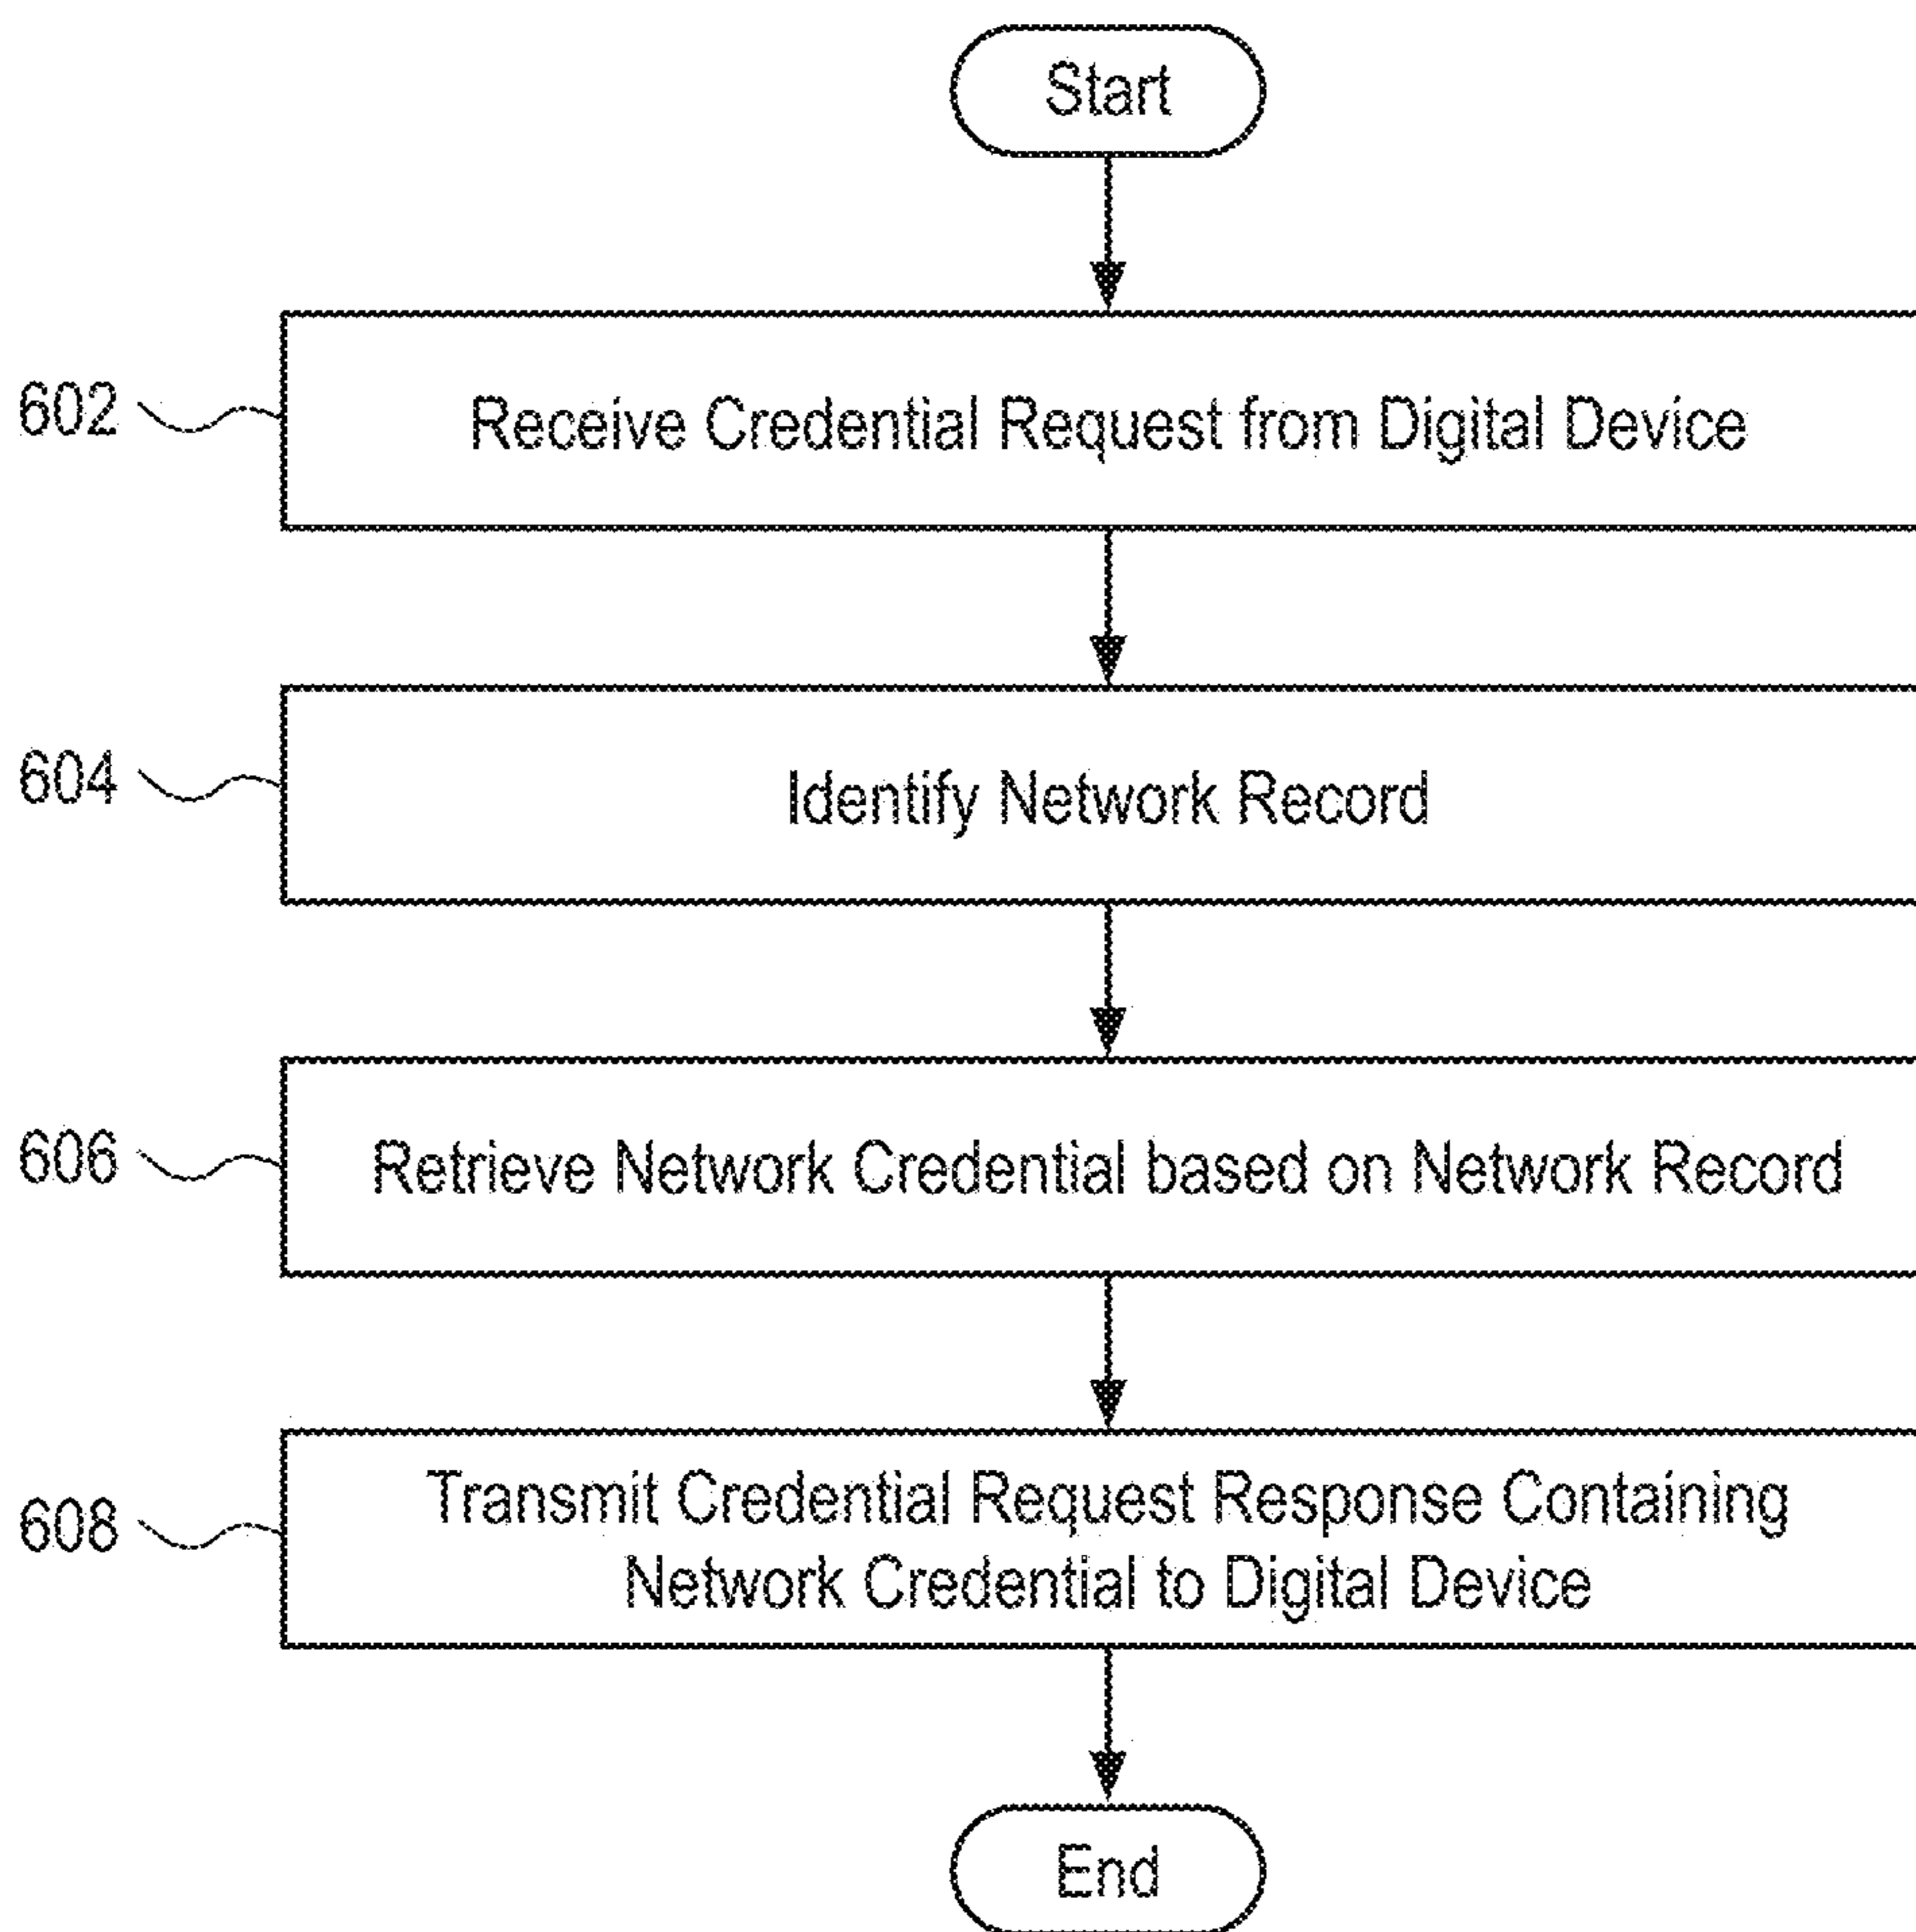 Start
602
Receive Credential Request from Digital Device
604
Identify Network Record
606
Retrieve Network Credential based on Network Record
608
Transmit Credential Request Response Containing
Network Credential to Digital Device
End